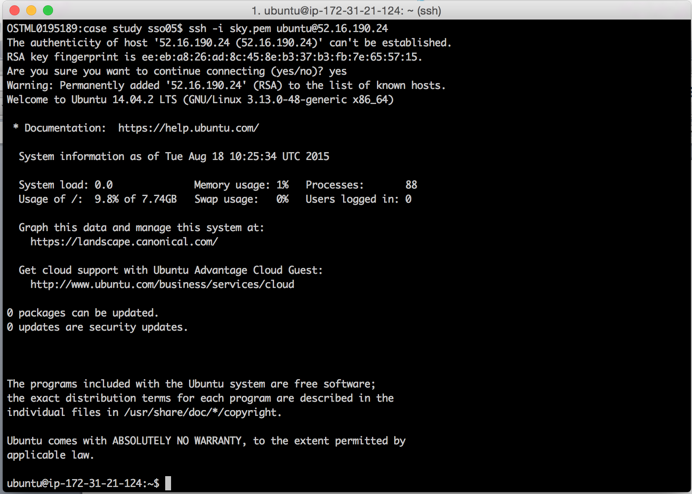 1. ubuntu@ip-172-31-21-124: ~ (ssh)
OSTML0195189:case study sso05$ ssh -i sky.pem ubuntu@52.16.190.24
The authenticity of host '52.16.190.24 (52.16.190.24)' can't be established.
RSA key fingerprint is ee:eb:a8:26:ad:8c:45:8e:b3:37:b3:fb:7e:65:57:15.
Are you sure you want to continue connecting (yes/no)? yes
Warning: Permanently added '52.16.190.24' (RSA) to the list of known hosts.
Welcome to Ubuntu 14.04.2 LTS (GNU/Linux 3.13.0-48-generic x86_64)
* Documentation:  https://help.ubuntu.com/
System information as of Tue Aug 18 10:25:34 UTC 2015
System load: 0.0              Memory usage: 1%   Processes:       88
Usage of /:  9.8% of 7.74GB   Swap usage:   0%   Users logged in: 0
Graph this data and manage this system at:
https://landscape.canonical.com/
Get cloud support with Ubuntu Advantage Cloud Guest:
http://www.ubuntu.com/business/services/cloud
0 packages can be updated.
0 updates are security updates.
The programs included with the Ubuntu system are free software;
the exact distribution terms for each program are described in the
individual files in /usr/share/doc/*/copyright.
Ubuntu comes with ABSOLUTELY NO WARRANTY, to the extent permitted by
applicable law.
ubuntu@ip-172-31-21-124:~$